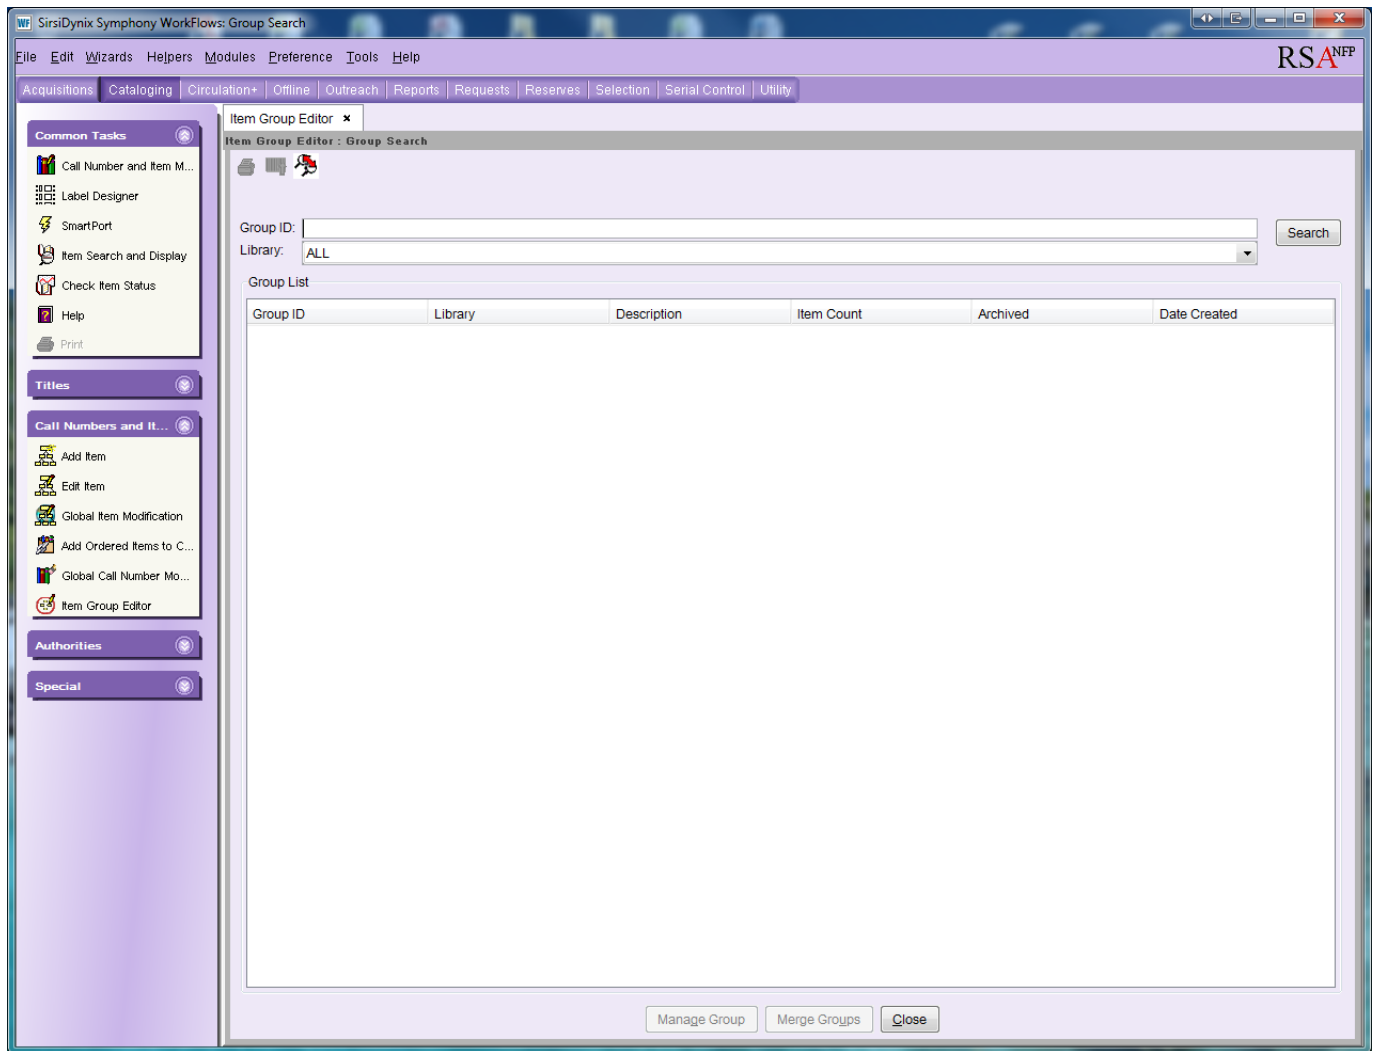 WF SirsiDynix Symphony WorkFlows: Group Search
File Edit Wizards Helpers Modules Preference Tools Help
RSANFP
Acquisitions Cataloging Circulation+ Offline Outreach Reports Requests Reserves Selection Serial Control Utility
Common Tasks
Call Number and Item M...
Label Designer
SmartPort
Item Search and Display
Check Item Status
Help
Print
Titles
Call Numbers and It...
Add Item
Edit Item
Global Item Modification
Add Ordered Items to C...
Global Call Number Mo...
Item Group Editor
Authorities
Special
Item Group Editor
Item Group Editor : Group Search
Group ID:
Search
Library: ALL
Group List
Group ID Library Description Item Count Archived Date Created
Manage Group Merge Groups Close